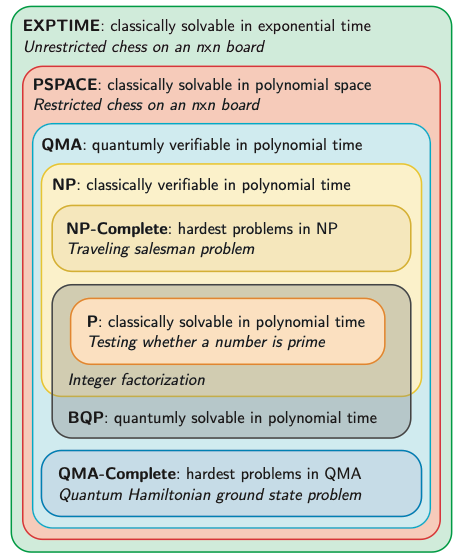 EXPTIME: classically solvable in exponential time
Unrestricted chess on an nxn board
PSPACE: classically solvable in polynomial space
Restricted chess on an nxn board
QMA: quantumly verifiable in polynomial time
NP: classically verifiable in polynomial time
NP-Complete: hardest problems in NP
Traveling salesman problem
P: classically solvable in polynomial time
Testing whether a number is prime
Integer factorization
BQP: quantumly solvable in polynomial time
QMA-Complete: hardest problems in QMA
Quantum Hamiltonian ground state problem